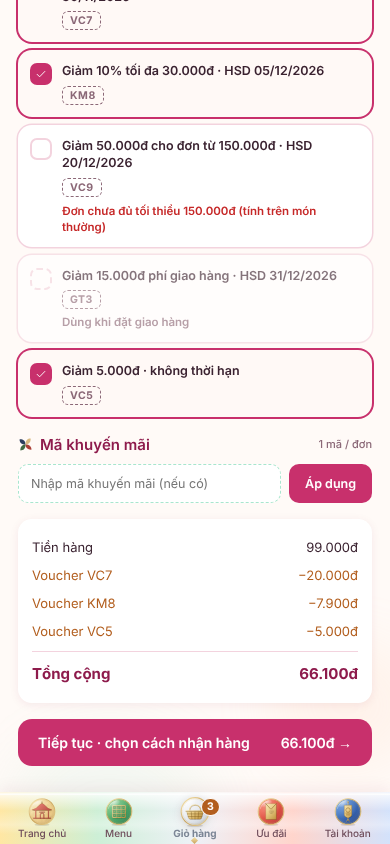 VC7
Giảm 10% tối đa 30.000đ · HSD 05/12/2026
KM8
Giảm 50.000đ cho đơn từ 150.000đ · HSD
20/12/2026
VC9
Đơn chưa đủ tối thiểu 150.000đ (tính trên món
thường)
Giảm 15.000đ phí giao hàng · HSD 31/12/2026
GT3
Dùng khi đặt giao hàng
Giảm 5.000đ · không thời hạn
VC5
Mã khuyến mãi
1 mã / đơn
Nhập mã khuyến mãi (nếu có)
Áp dụng
Tiền hàng 99.000đ
Voucher VC7 −20.000đ
Voucher KM8 −7.900đ
Voucher VC5 −5.000đ
Tổng cộng 66.100đ
Tiếp tục · chọn cách nhận hàng 66.100đ →
3
Trang chủ Menu Giỏ hàng Ưu đãi Tài khoản